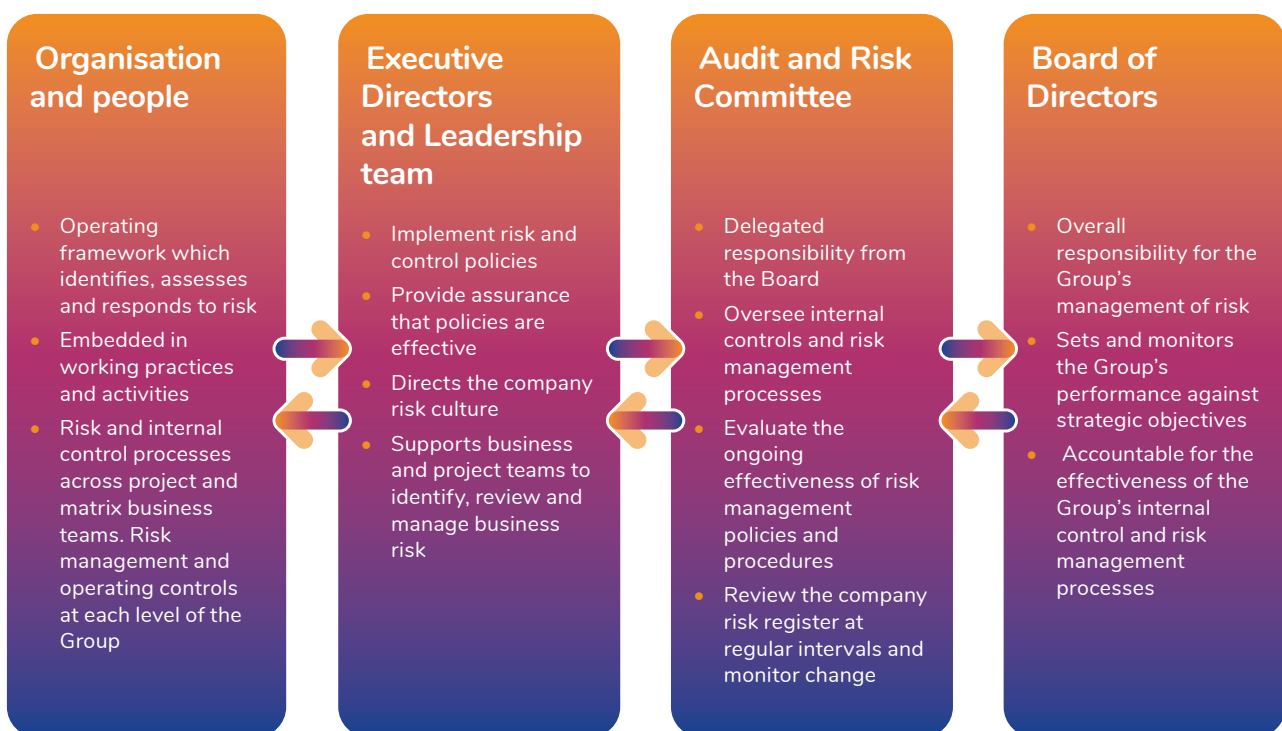 Organisation
and people
• Operating
framework which
identifies, assesses
and responds to risk
• Embedded in
working practices
and activities
• Risk and internal
control processes
across project and
matrix business
teams. Risk
management and
operating controls
at each level of the
Group
Executive
Directors
and Leadership
team
• Implement risk and
control policies
• Provide assurance
that policies are
effective
• Directs the company
risk culture
• Supports business
and project teams to
identify, review and
manage business
risk
Audit and Risk
Committee
• Delegated
responsibility from
the Board
• Oversee internal
controls and risk
management
processes
• Evaluate the
ongoing
effectiveness of risk
management
policies and
procedures
• Review the company
risk register at
regular intervals and
monitor change
Board of
Directors
• Overall
responsibility for the
Group’s
management of risk
• Sets and monitors
the Group’s
performance against
strategic objectives
• Accountable for the
effectiveness of the
Group’s internal
control and risk
management
processes